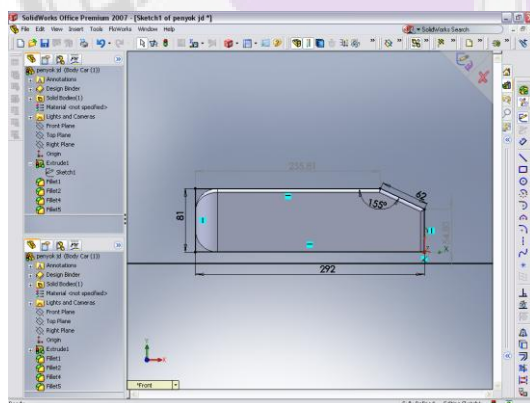 SolidWorks Office Premium 2007 - [Sketch1 of penyok jd *]
File Edit View Insert Tools FloWorks Window Help
SolidWorks Search
penyok jd (Body Car (1))
Annotations
Design Binder
Solid Bodies(1)
Material <not specified>
Lights and Cameras
Front Plane
Top Plane
Right Plane
Origin
Extrude1
Sketch1
Fillet1
Fillet2
Fillet4
Fillet5
penyok jd (Body Car (1))
Annotations
Design Binder
Solid Bodies(1)
Material <not specified>
Lights and Cameras
Front Plane
Top Plane
Right Plane
Origin
Extrude1
Fillet1
Fillet2
Fillet4
Fillet5
62
155°
81
292
Y
X
*Front